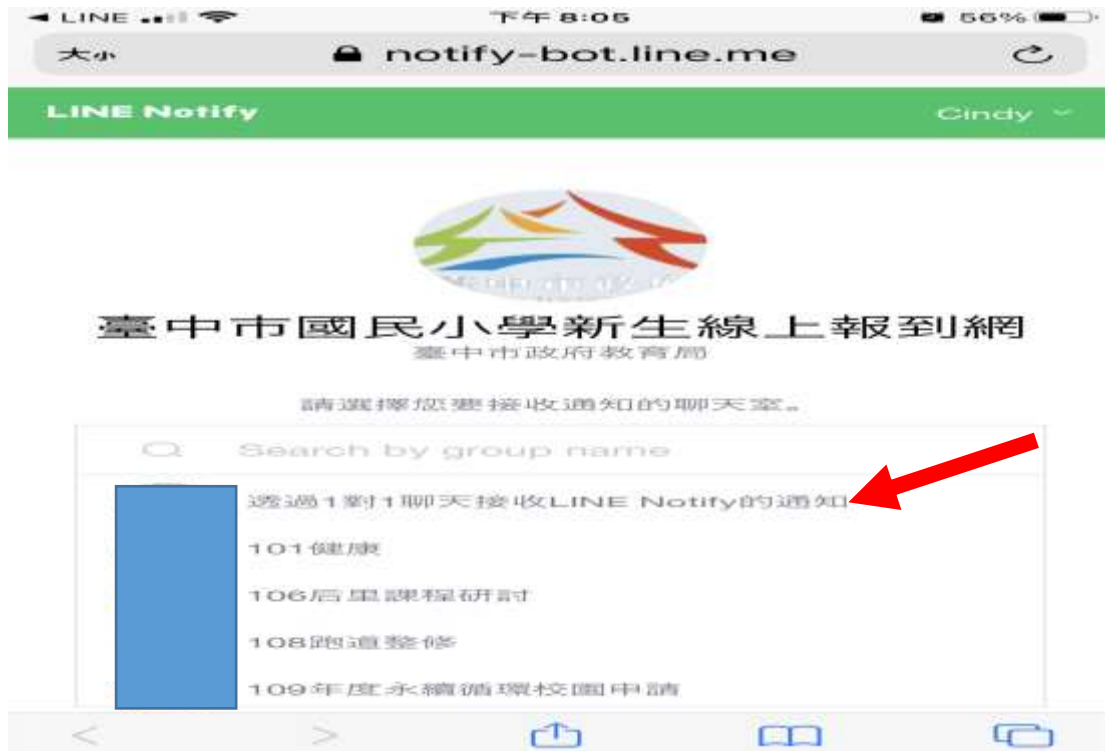 LINE
下午 8:05
56%
大小
notify-bot.line.me
LINE Notify
Cindy
臺中市國民小學新生線上報到網
臺中市政府教育局
請選擇您要接收通知的聊天室。
Search by group name
透過1對1聊天接收LINE Notify的通知
101健康
106后里課程研討
108跑道整修
109年度永續循環校園申請